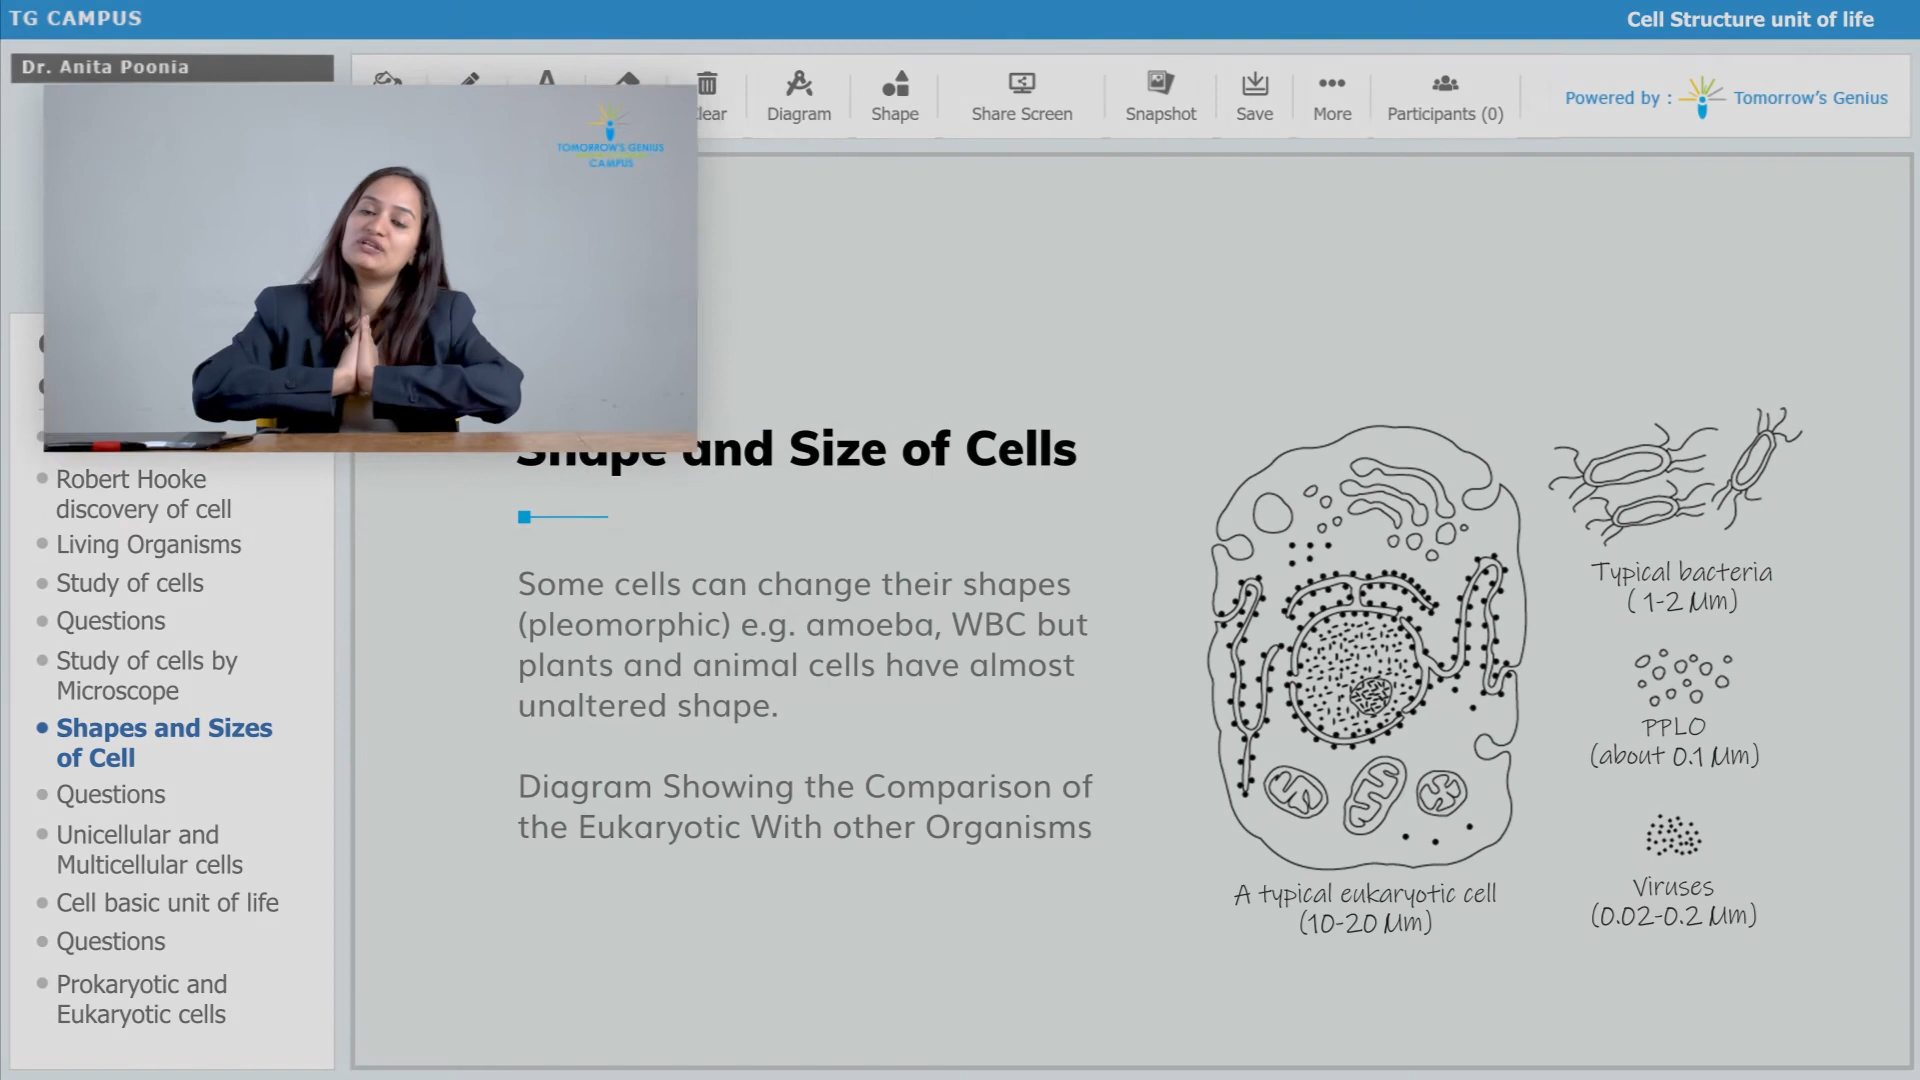 TG CAMPUS
Cell Structure unit of life
Dr. Anita Poonia
Diagram
Shape
Share Screen
Snapshot
Save
More
Participants (0)
Powered by :
Tomorrow's Genius
TOMORROW'S GENIUS
CAMPUS
Robert Hooke
discovery of cell
Living Organisms
Study of cells
Questions
Study of cells by
Microscope
Shapes and Sizes
of Cell
Questions
Unicellular and
Multicellular cells
Cell basic unit of life
Questions
Prokaryotic and
Eukaryotic cells
Shape and Size of Cells
Some cells can change their shapes
(pleomorphic) e.g. amoeba, WBC but
plants and animal cells have almost
unaltered shape.
Diagram Showing the Comparison of
the Eukaryotic With other Organisms
A typical eukaryotic cell
(10-20 Mm)
Typical bacteria
(1-2 Mm)
PPLO
(about 0.1 Mm)
Viruses
(0.02-0.2 Mm)